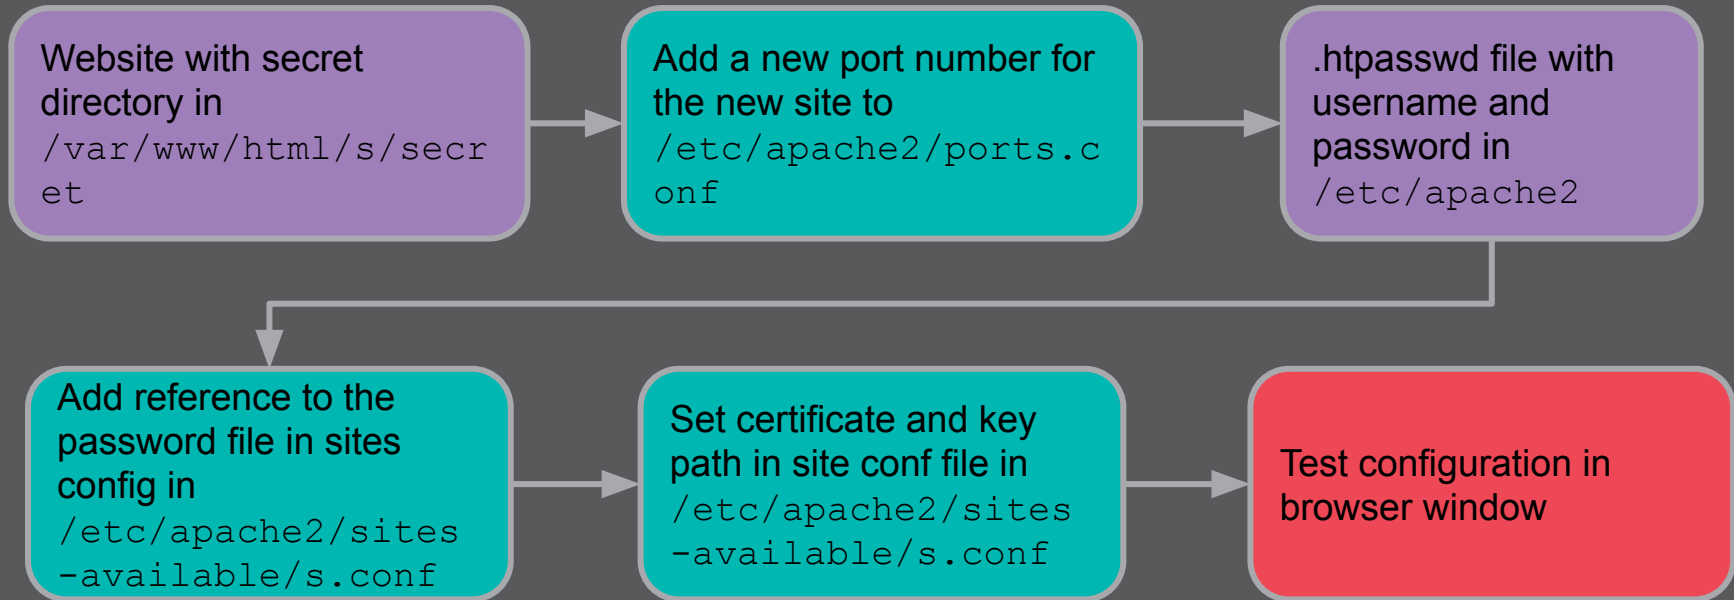 Website with secret
directory in
/var/www/html/s/secr
et
Add a new port number for
the new site to
/etc/apache2/ports.c
onf
.htpasswd file with
username and
password in
/etc/apache2
Add reference to the
password file in sites
config in
/etc/apache2/sites
-available/s.conf
Set certificate and key
path in site conf file in
/etc/apache2/sites
-available/s.conf
Test configuration in
browser window